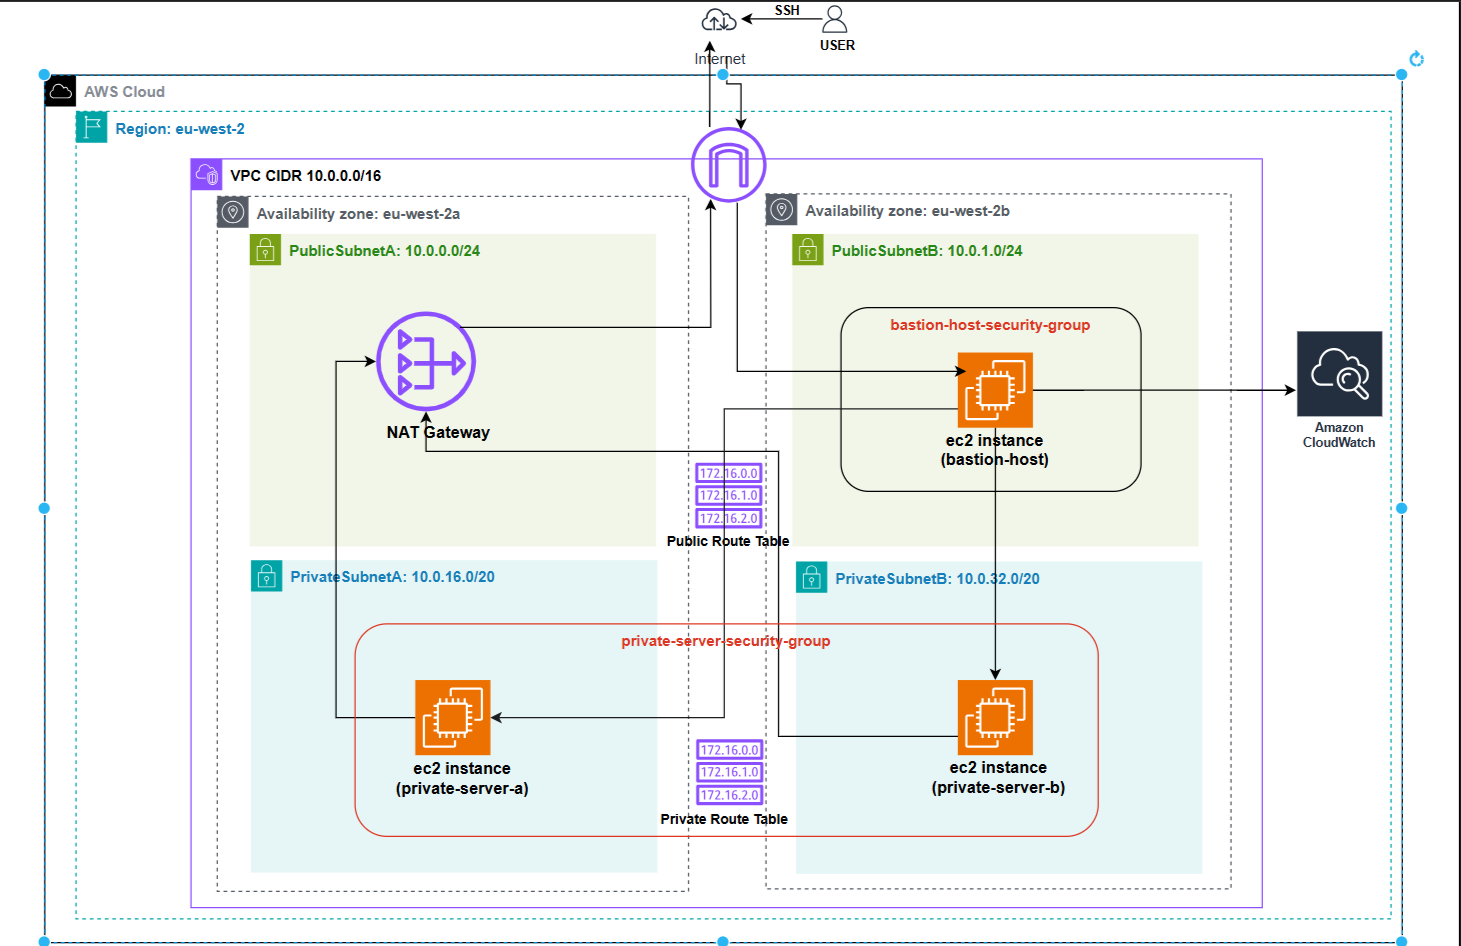 SSH
USER
Internet
AWS Cloud
Region: eu-west-2
VPC CIDR 10.0.0.0/16
Availability zone: eu-west-2a
Availability zone: eu-west-2b
PublicSubnetA: 10.0.0.0/24
PublicSubnetB: 10.0.1.0/24
bastion-host-security-group
NAT Gateway
ec2 instance
(bastion-host)
Amazon
CloudWatch
172.16.0.0
172.16.1.0
172.16.2.0
Public Route Table
PrivateSubnetA: 10.0.16.0/20
PrivateSubnetB: 10.0.32.0/20
private-server-security-group
ec2 instance
(private-server-a)
ec2 instance
(private-server-b)
172.16.0.0
172.16.1.0
172.16.2.0
Private Route Table